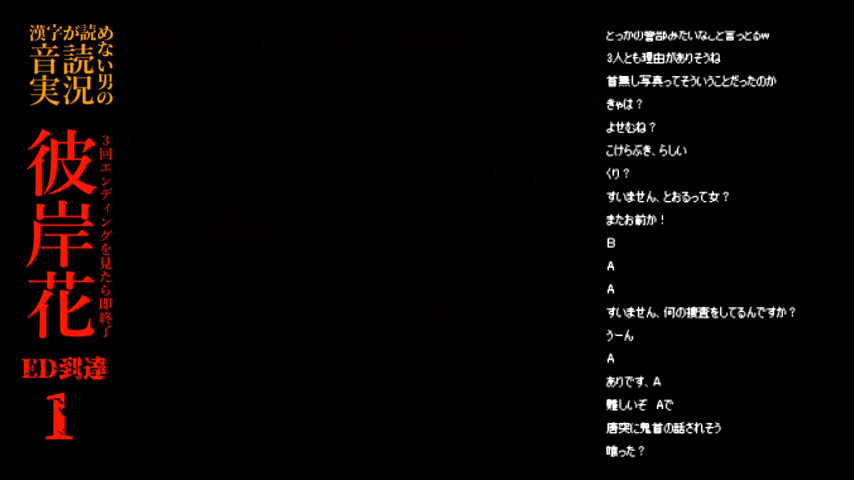 漢字が読め
ない男の
音読
実況
彼岸花
3回エンディングを見たら即終了
ED到達
1
どっかの警部みたいなこと言っとるw
3人とも理由がありそうね
首無し写真ってそういうことだったのか
きゃは？
よせむね？
こけらぶき、らしい
くり？
すいません、とおるって女？
またお前か！
B
A
A
すいません、何の捜査をしてるんですか？
うーん
A
ありです、A
難しいぞ　Aで
唐突に鬼首の話されそう
喰った？